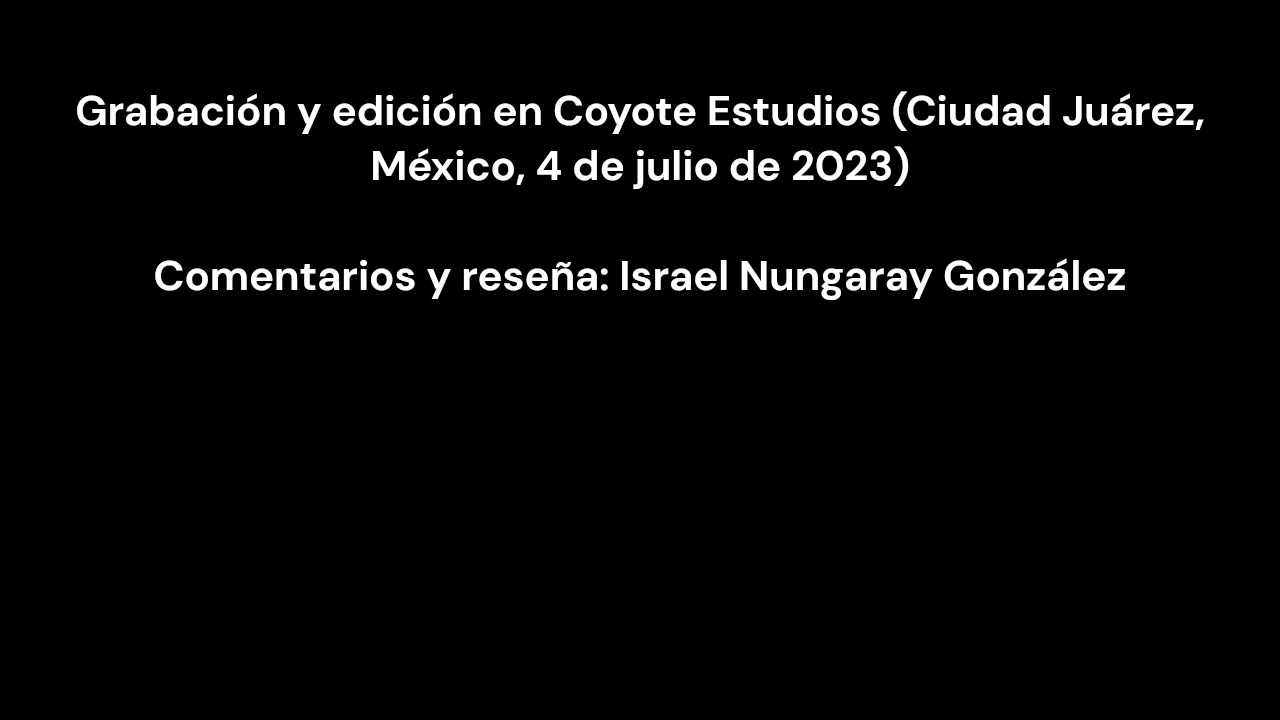 Grabación y edición en Coyote Estudios (Ciudad Juárez,
México, 4 de julio de 2023)
Comentarios y reseña: Israel Nungaray González